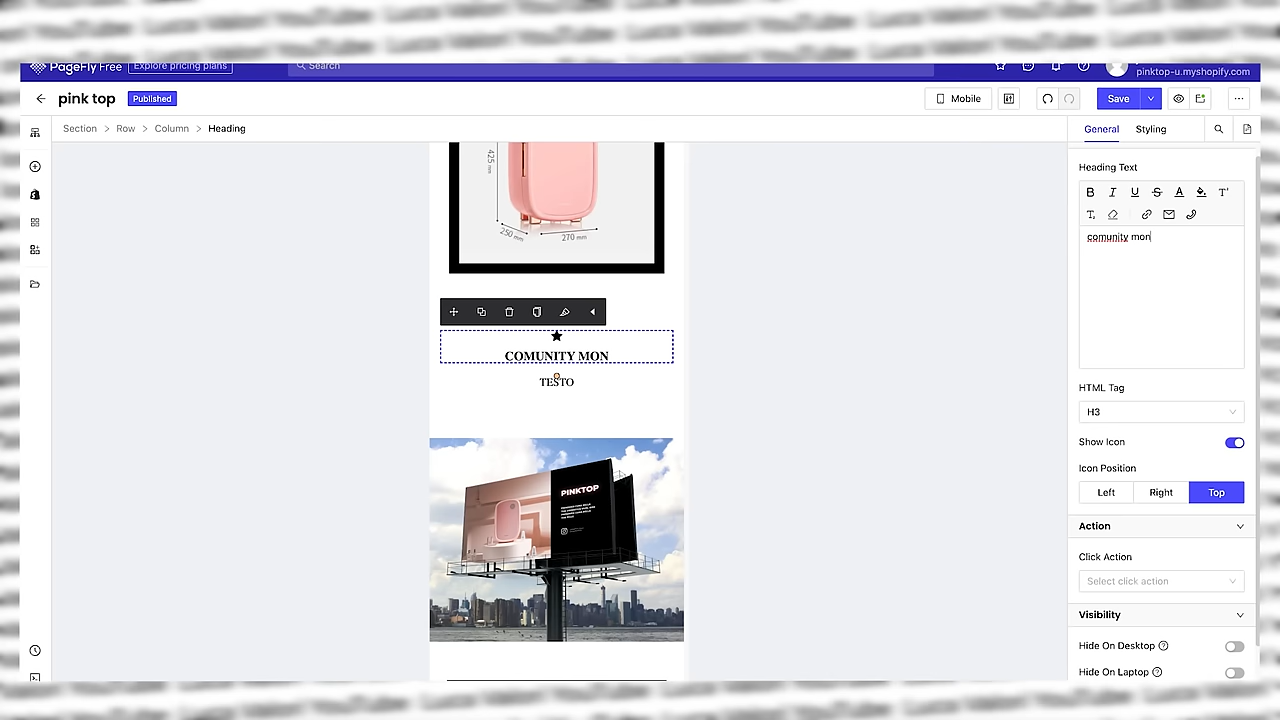 PageFly Free
Explore pricing plans
Search
pinktop-u.myshopify.com
pink top
Published
Mobile
Save
Section > Row > Column > Heading
General
Styling
Heading Text
B I U S A
comunity mon
HTML Tag
H3
Show Icon
Icon Position
Left
Right
Top
Action
Click Action
Select click action
Visibility
Hide On Desktop
Hide On Laptop
425 mm
250 mm
270 mm
COMUNITY MON
TESTO
PINKTOP